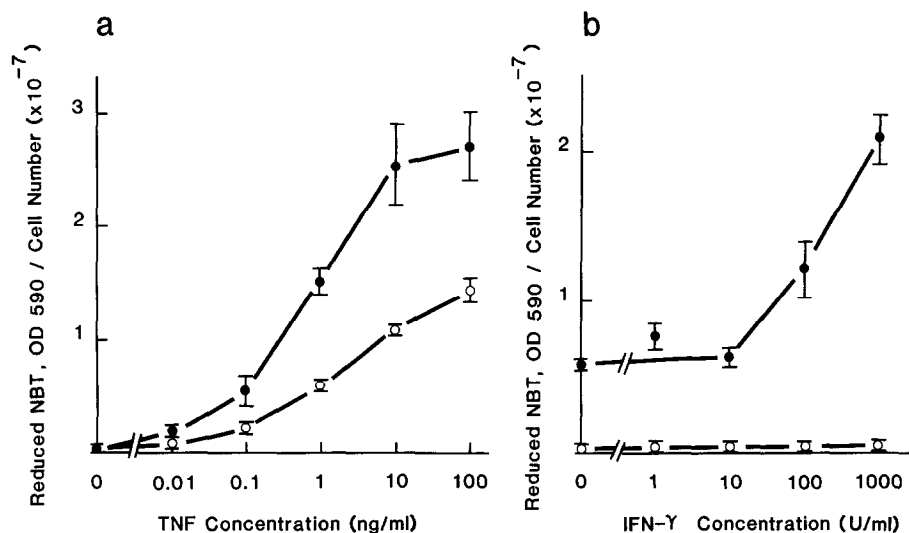 a
Reduced NBT, OD 590 / Cell Number (x10⁻⁷)
3
2
1
0 0.01 0.1 1 10 100
TNF Concentration (ng/ml)
b
Reduced NBT, OD 590 / Cell Number (x10⁻⁷)
2
1
0 1 10 100 1000
IFN-γ Concentration (U/ml)